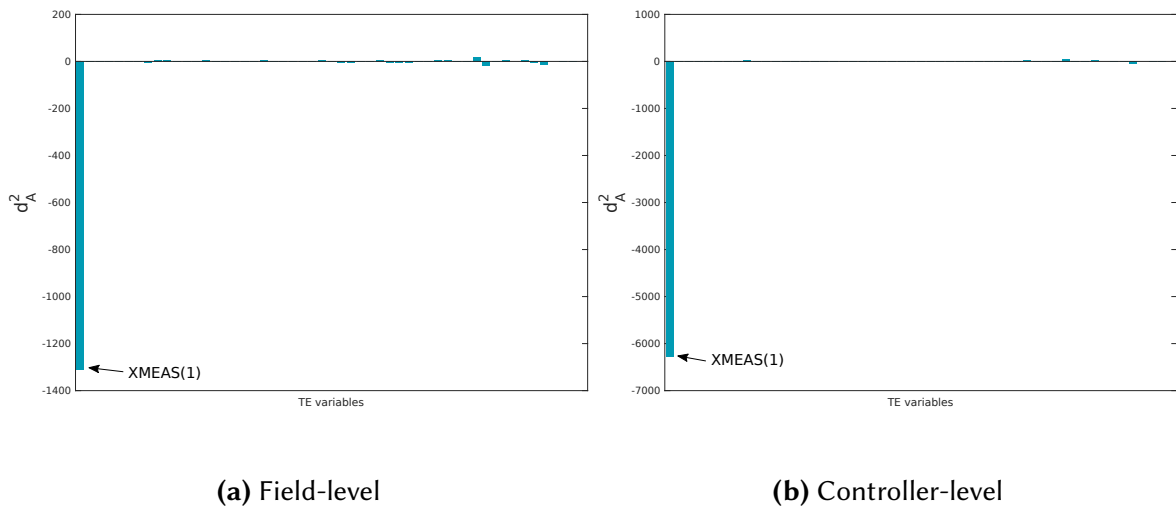 200
0
-200
-400
-600
-800
-1000
-1200
-1400
d²A
XMEAS(1)
TE variables
(a) Field-level
1000
0
-1000
-2000
-3000
-4000
-5000
-6000
-7000
d²A
XMEAS(1)
TE variables
(b) Controller-level